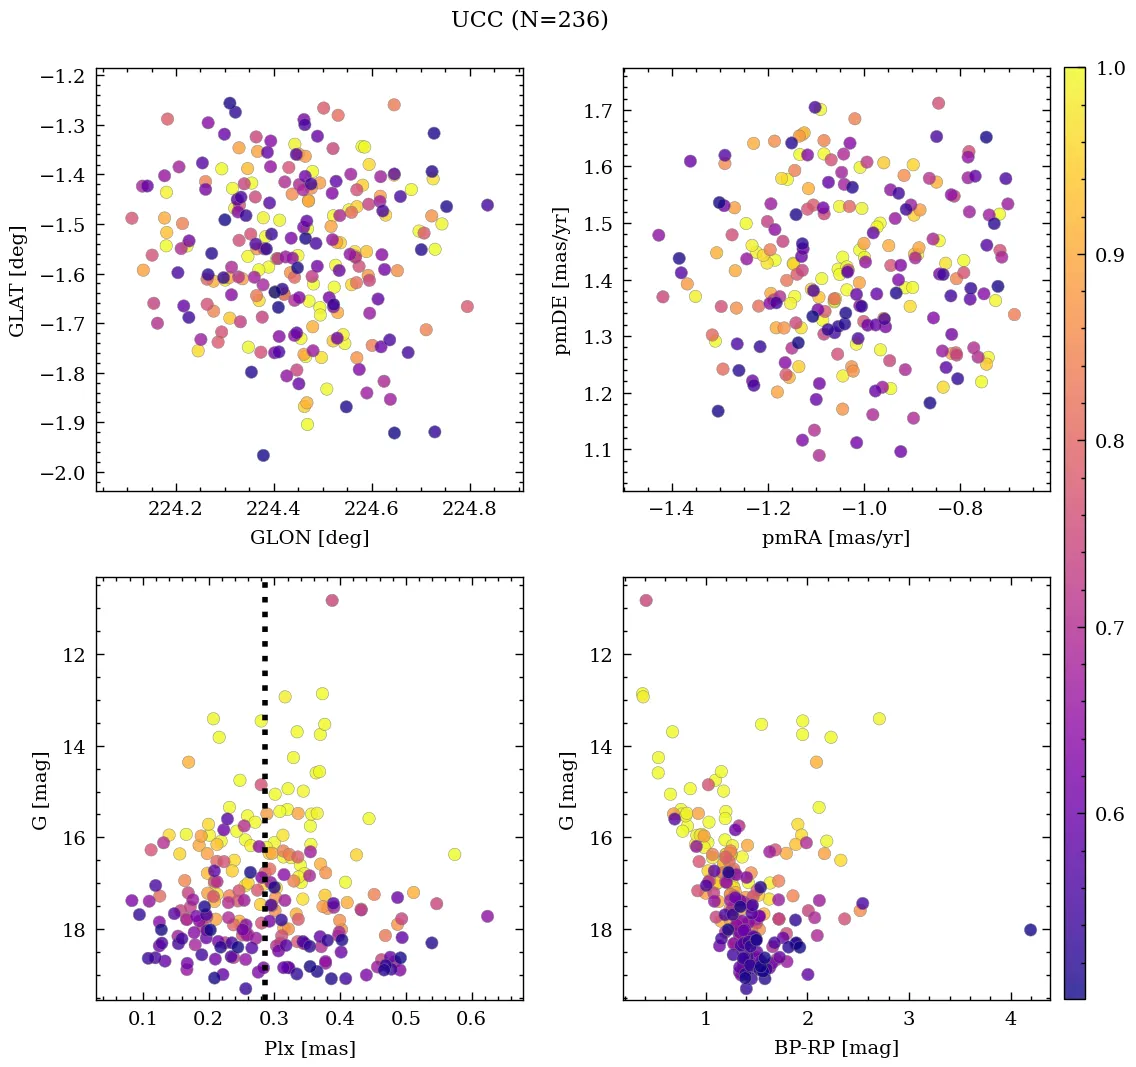 UCC (N=236)
−1.2
−1.3
−1.4
−1.5
−1.6
−1.7
−1.8
−1.9
−2.0
GLAT [deg]
224.2 224.4 224.6 224.8
GLON [deg]
1.7
1.6
1.5
1.4
1.3
1.2
1.1
pmDE [mas/yr]
−1.4 −1.2 −1.0 −0.8
pmRA [mas/yr]
1.0
0.9
0.8
0.7
0.6
12
14
16
18
G [mag]
0.1 0.2 0.3 0.4 0.5 0.6
Plx [mas]
12
14
16
18
G [mag]
1 2 3 4
BP-RP [mag]